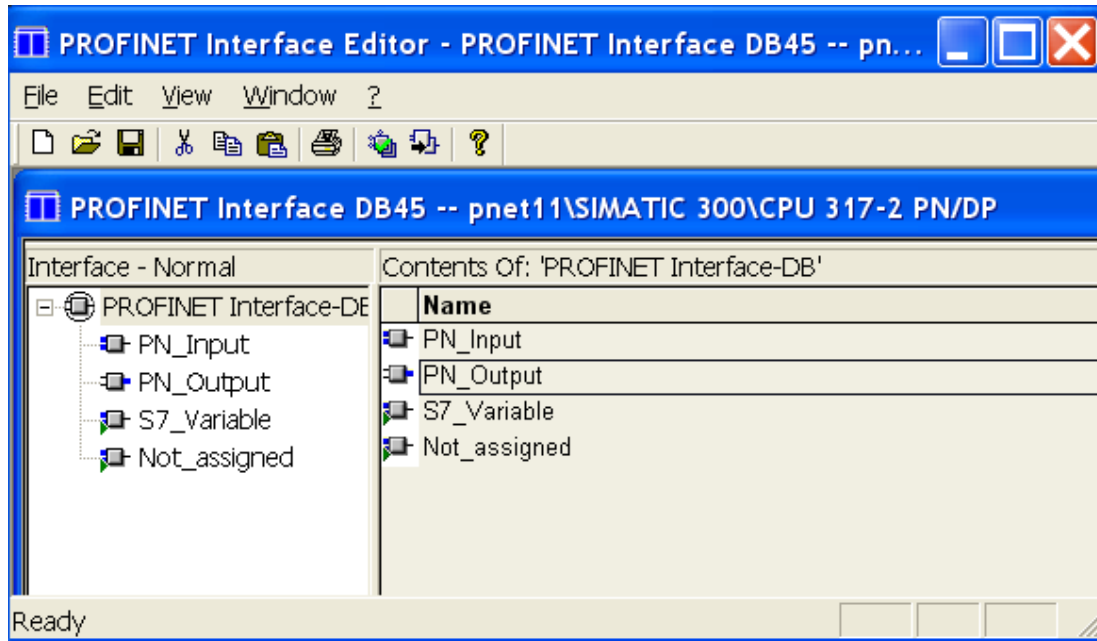 PROFINET Interface Editor - PROFINET Interface DB45 -- pn...
File Edit View Window ?
PROFINET Interface DB45 -- pnet11\SIMATIC 300\CPU 317-2 PN/DP
Interface - Normal
Contents Of: 'PROFINET Interface-DB'
PROFINET Interface-DE
PN_Input
PN_Output
S7_Variable
Not_assigned
Name
PN_Input
PN_Output
S7_Variable
Not_assigned
Ready